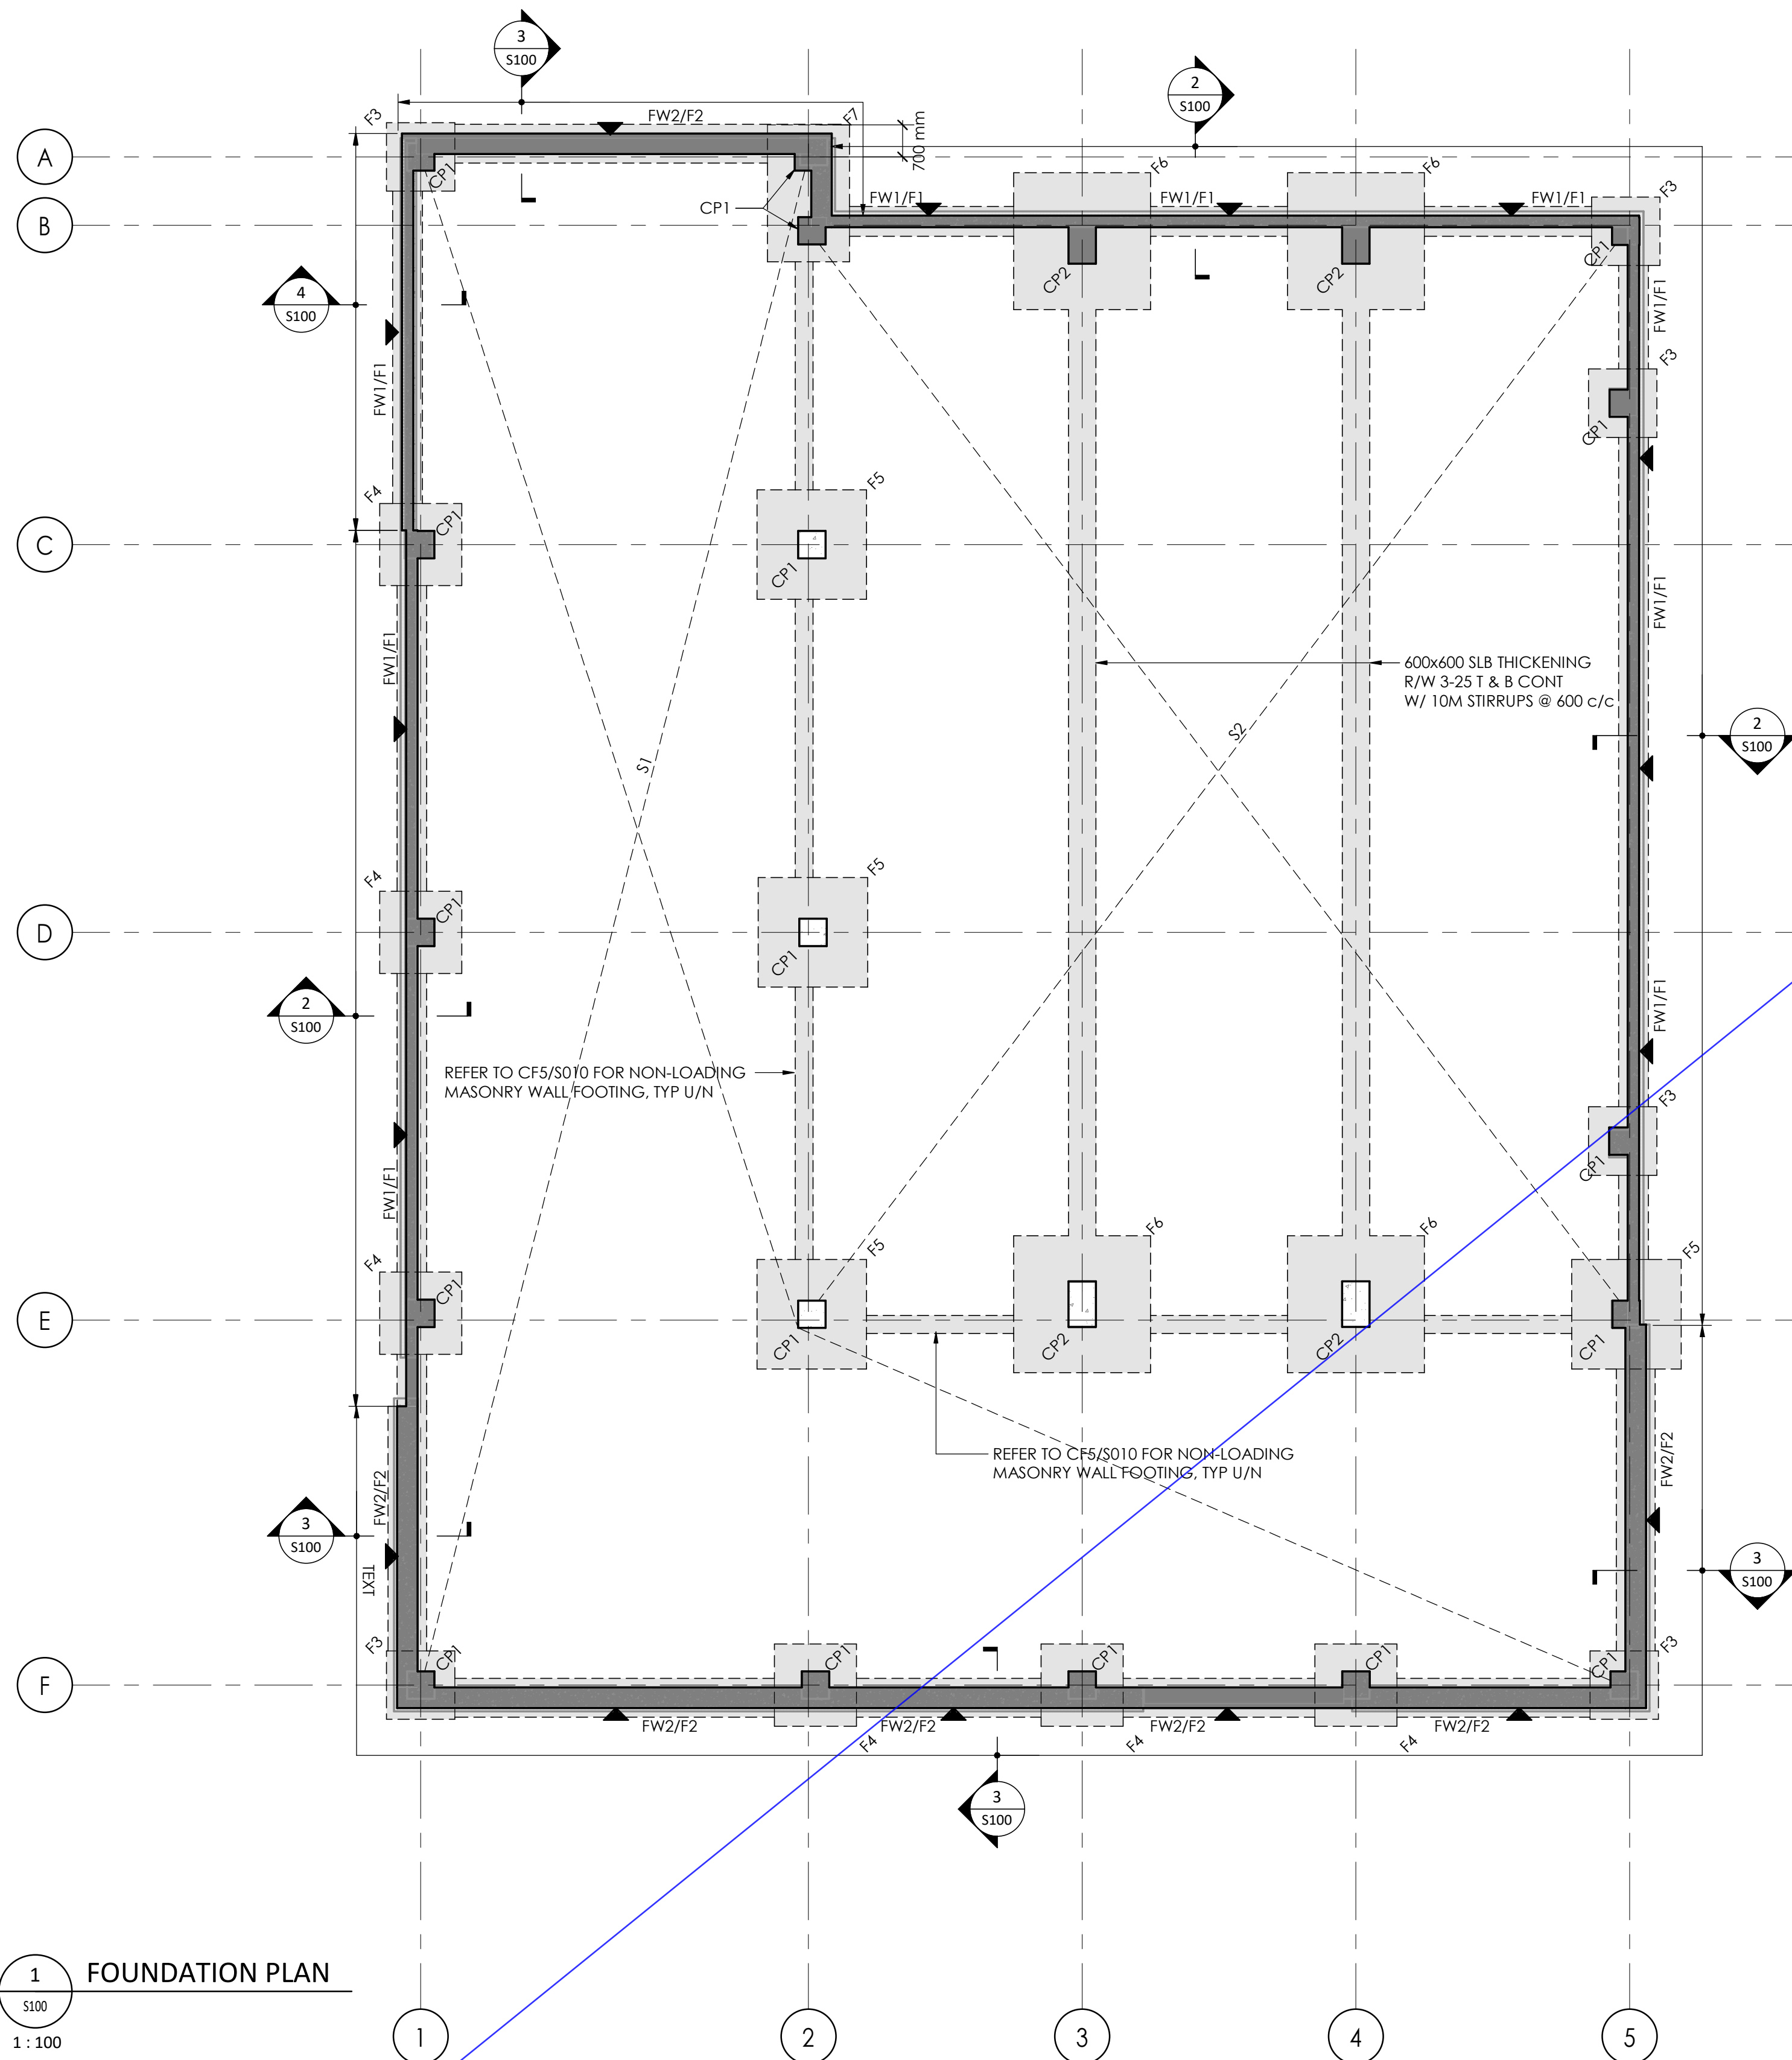 3
S100
2
S100
F3
FW2/F2
F7
700 mm
A
CP1
F6
F6
CP1
FW1/F1
FW1/F1
FW1/F1
F3
B
CP1
CP2
CP2
4
S100
FW1/F1
FW1/F1
F3
CP1
F4
CP1
F5
C
CP1
FW1/F1
FW1/F1
600x600 SLB THICKENING
R/W 3-25 T & B CONT
W/ 10M STIRRUPS @ 600 c/c
S1
S2
2
S100
F4
CP1
F5
D
CP1
2
S100
FW1/F1
REFER TO CF5/S010 FOR NON-LOADING
MASONRY WALL FOOTING, TYP U/N
F3
CP1
FW1/F1
F4
CP1
F5
F6
F6
F5
E
CP1
CP2
CP2
CP1
REFER TO CF5/S010 FOR NON-LOADING
MASONRY WALL FOOTING, TYP U/N
FW2/F2
FW2/F2
3
S100
TEXT
3
S100
F3
CP1
CP1
CP1
CP1
CP1
F3
F
FW2/F2
FW2/F2
FW2/F2
FW2/F2
F4
F4
F4
3
S100
1
S100
FOUNDATION PLAN
1 : 100
1
2
3
4
5